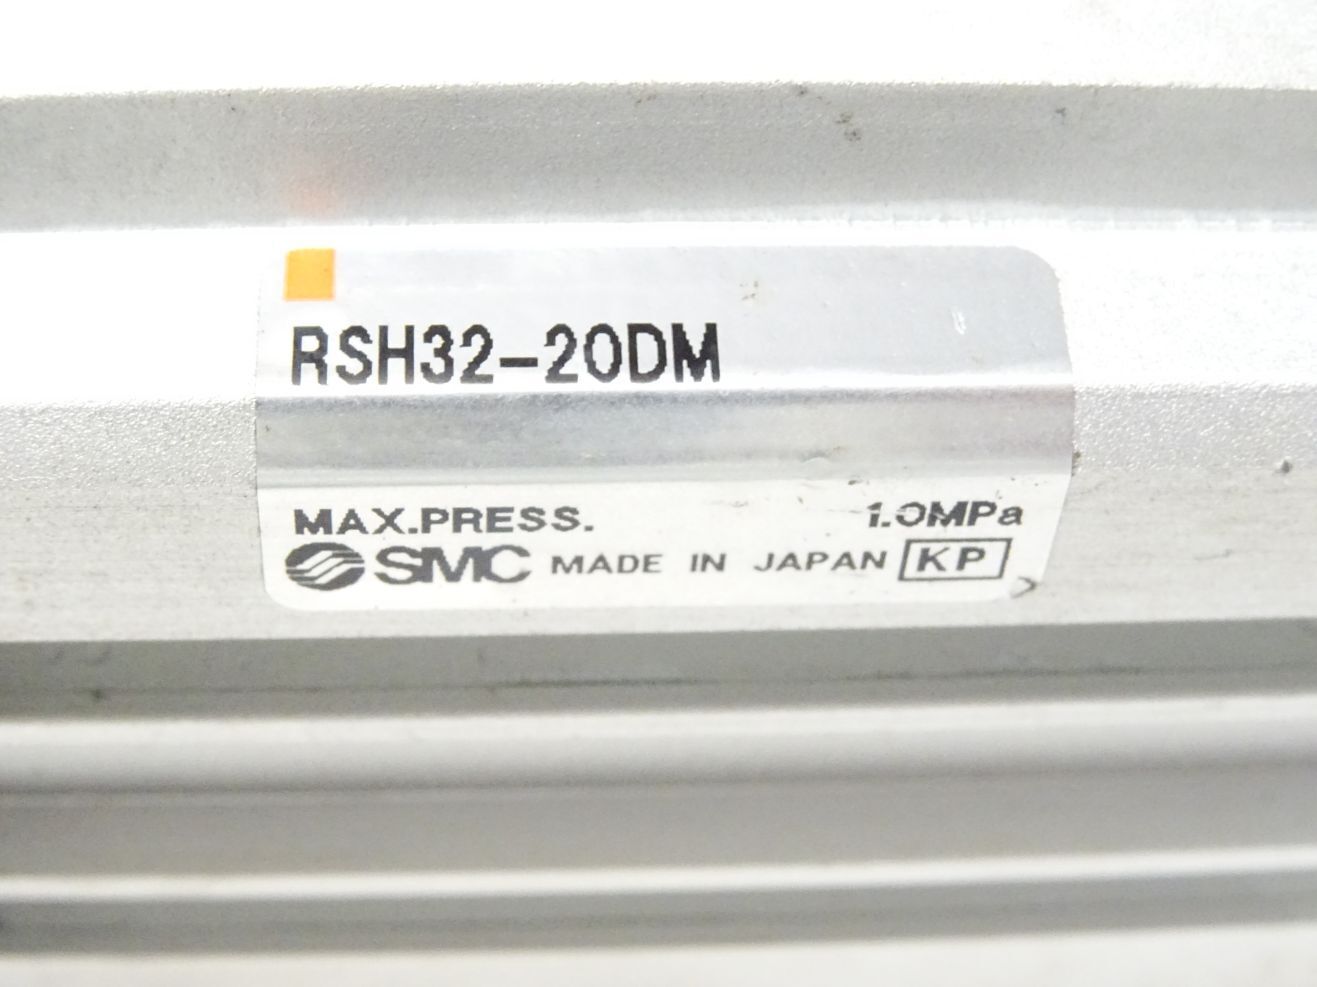 RSH32-20DM
MAX.PRESS. 1.0MPa
SMC MADE IN JAPAN KP